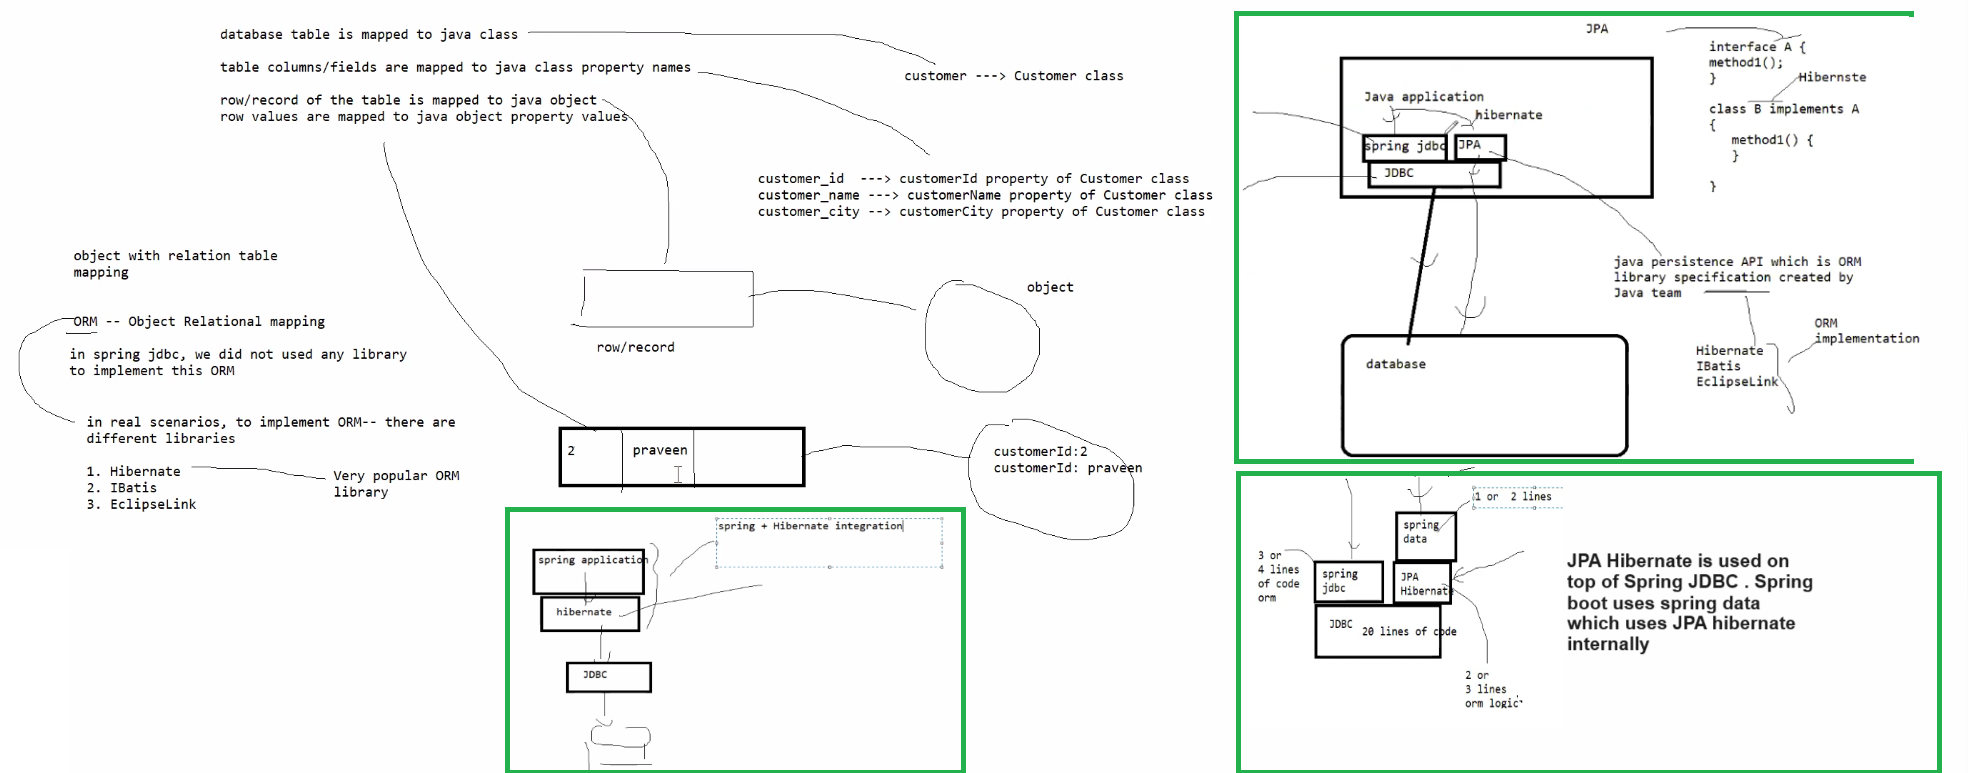 database table is mapped to java class
table columns/fields are mapped to java class property names
row/record of the table is mapped to java object
row values are mapped to java object property values
customer ---> Customer class
customer_id  ---> customerId property of Customer class
customer_name ---> customerName property of Customer class
customer_city --> customerCity property of Customer class
object with relation table
mapping
ORM -- Object Relational mapping
in spring jdbc, we did not used any library
to implement this ORM
in real scenarios, to implement ORM-- there are
different libraries
1. Hibernate
2. IBatis
3. EclipseLink
Very popular ORM
library
row/record
object
2
praveen
customerId:2
customerId: praveen
spring + Hibernate integration
spring application
hibernate
JDBC
JPA
interface A {
method1();
}
Hibernste
class B implements A
{
method1() {
}
}
Java application
hibernate
spring jdbc
JPA
JDBC
java persistence API which is ORM
library specification created by
Java team
ORM
implementation
Hibernate
IBatis
EclipseLink
database
1 or  2 lines
spring
data
3 or
4 lines
of code
orm
spring
jdbc
JPA
Hibernate
JDBC
20 lines of code
2 or
3 lines
orm logic
JPA Hibernate is used on
top of Spring JDBC . Spring
boot uses spring data
which uses JPA hibernate
internally